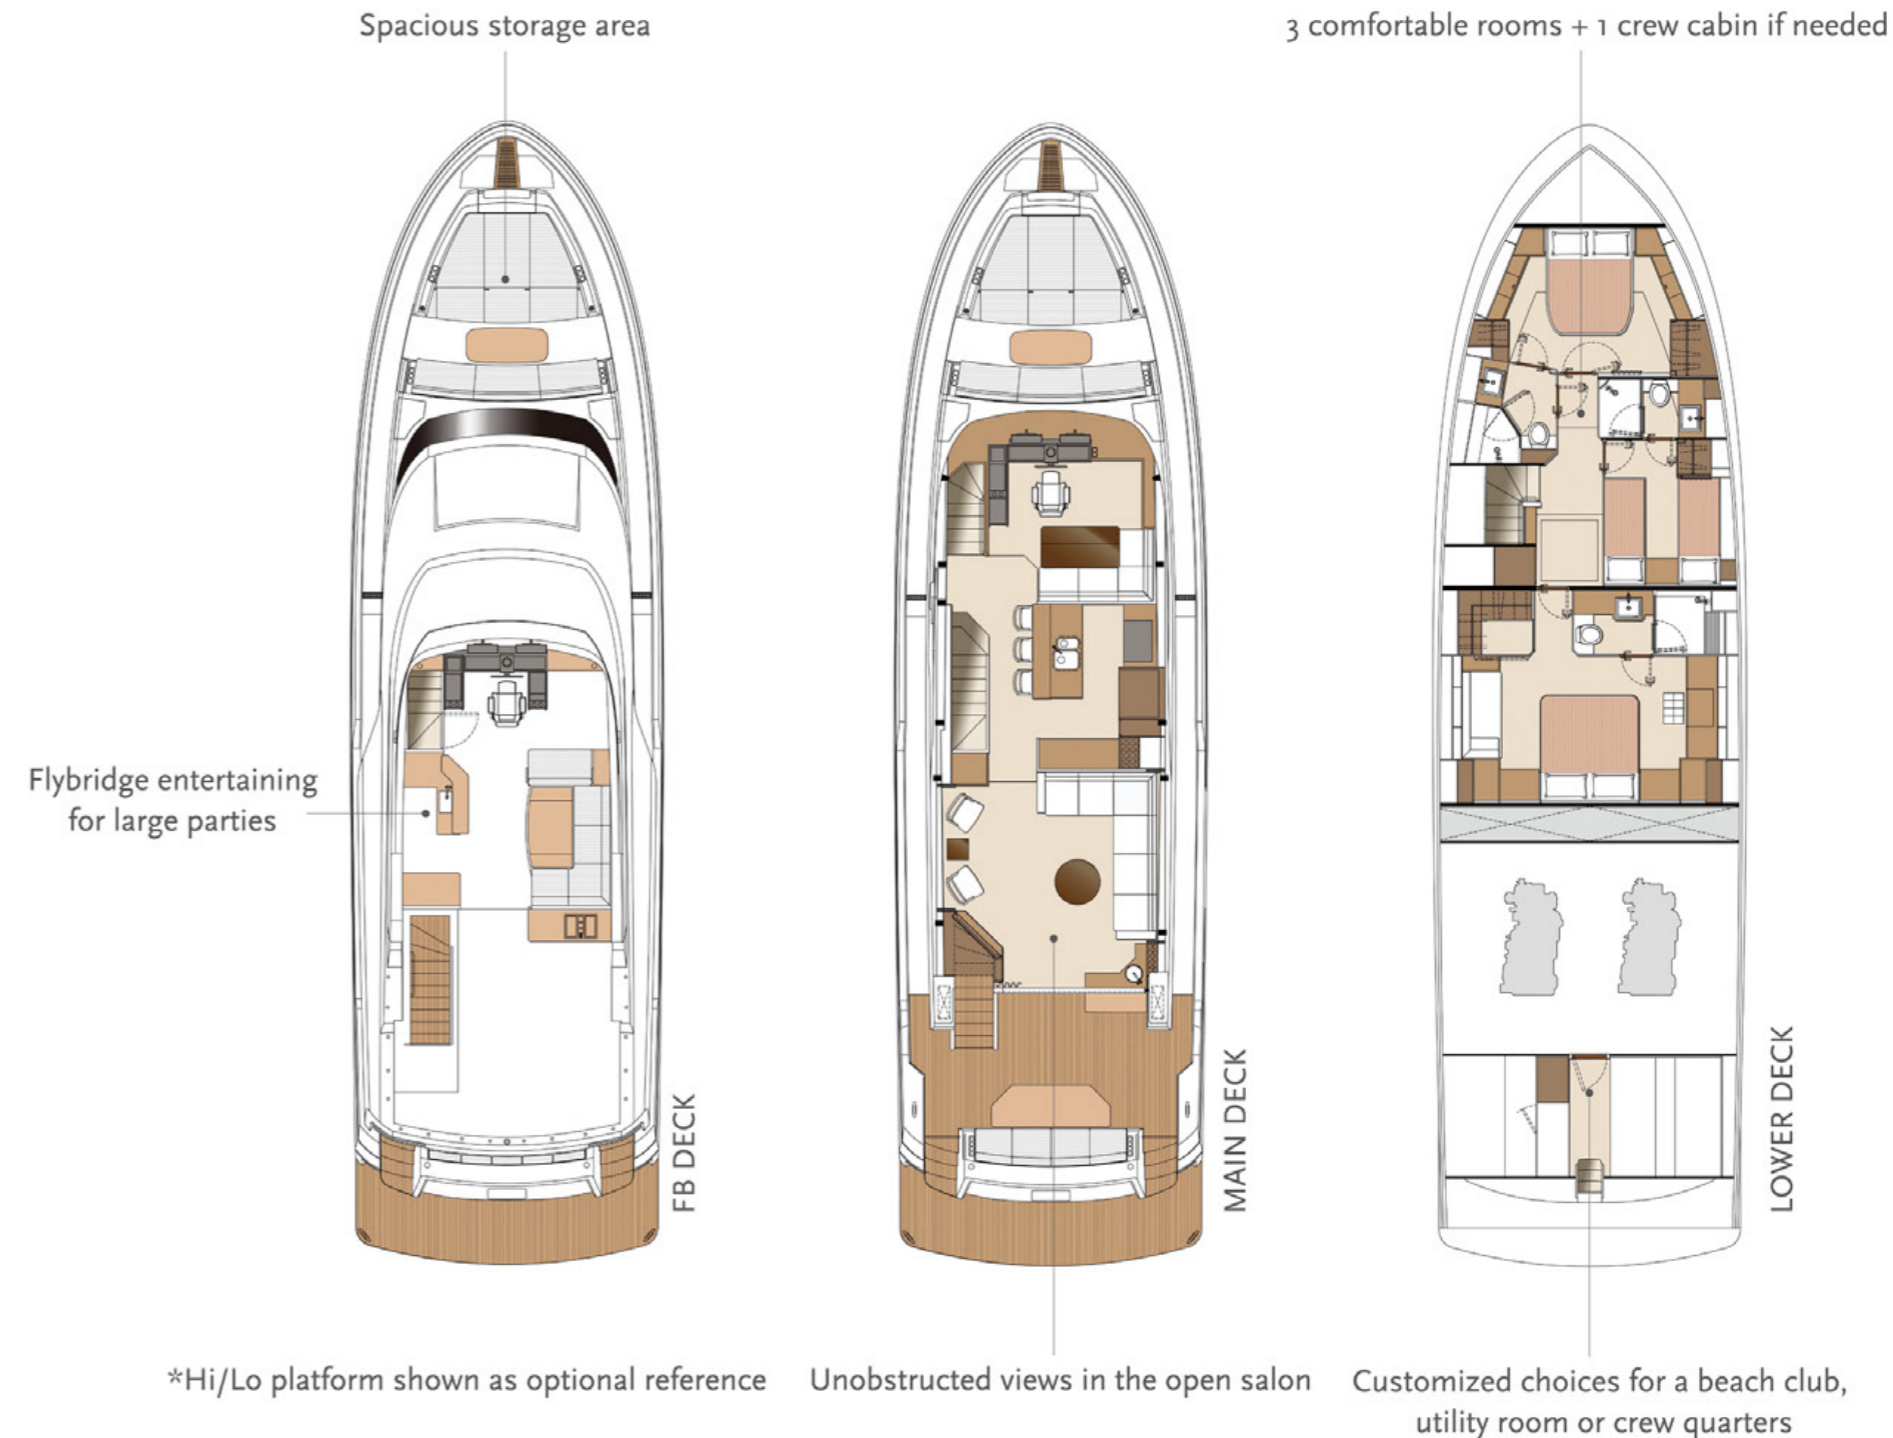 Spacious storage area
3 comfortable rooms + 1 crew cabin if needed
Flybridge entertaining
for large parties
FB DECK
MAIN DECK
LOWER DECK
*Hi/Lo platform shown as optional reference
Unobstructed views in the open salon
Customized choices for a beach club,
utility room or crew quarters